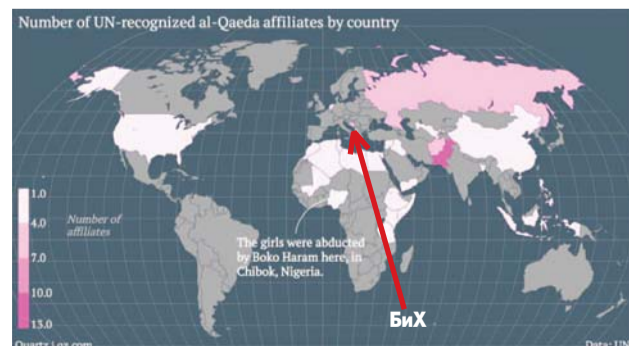 Number of UN-recognized al-Qaeda affiliates by country
1.0
4.0
7.0
10.0
13.0
Number of
affiliates
The girls were abducted
by Boko Haram here, in
Chibok, Nigeria.
БиХ
Quartz | qz.com
Data: UN